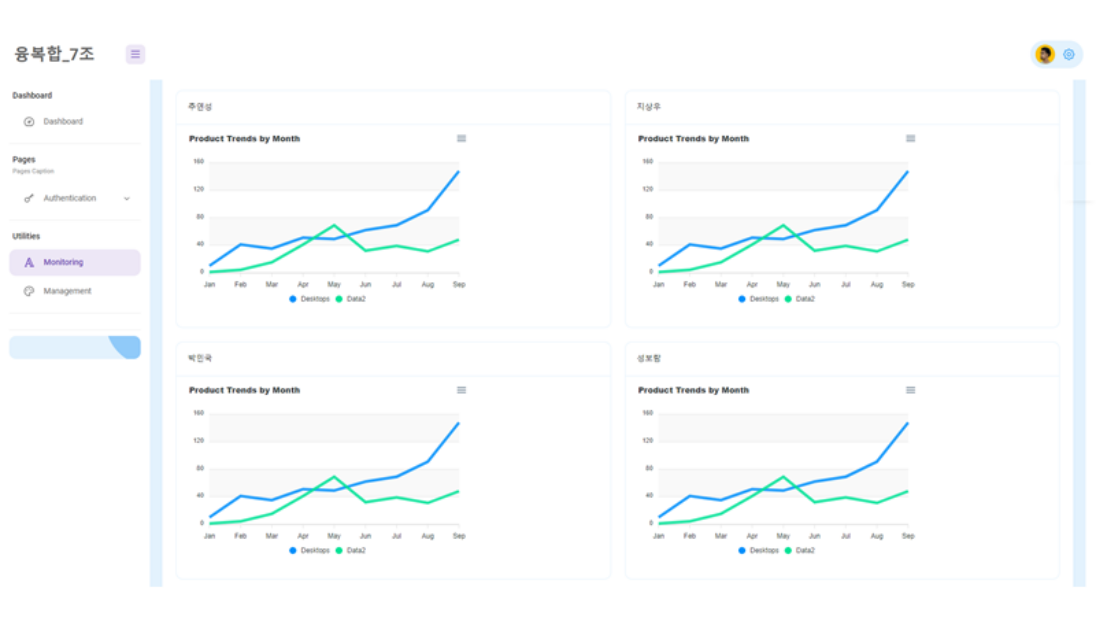 융복합_7조
Dashboard
Dashboard
Pages
Pages Caption
Authentication
Utilities
Monitoring
Management
주연성
Product Trends by Month
160
120
80
40
0
Jan Feb Mar Apr May Jun Jul Aug Sep
Desktops Data2
지상우
Product Trends by Month
160
120
80
40
0
Jan Feb Mar Apr May Jun Jul Aug Sep
Desktops Data2
박민국
Product Trends by Month
160
120
80
40
0
Jan Feb Mar Apr May Jun Jul Aug Sep
Desktops Data2
성보람
Product Trends by Month
160
120
80
40
0
Jan Feb Mar Apr May Jun Jul Aug Sep
Desktops Data2